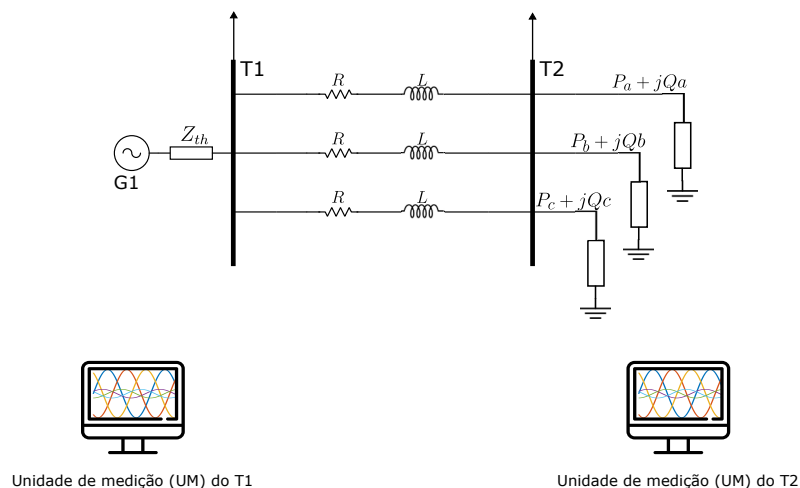 T1
T2
R
L
P_a + jQa
Z_th
G1
R
L
P_b + jQb
R
L
P_c + jQc
Unidade de medição (UM) do T1
Unidade de medição (UM) do T2